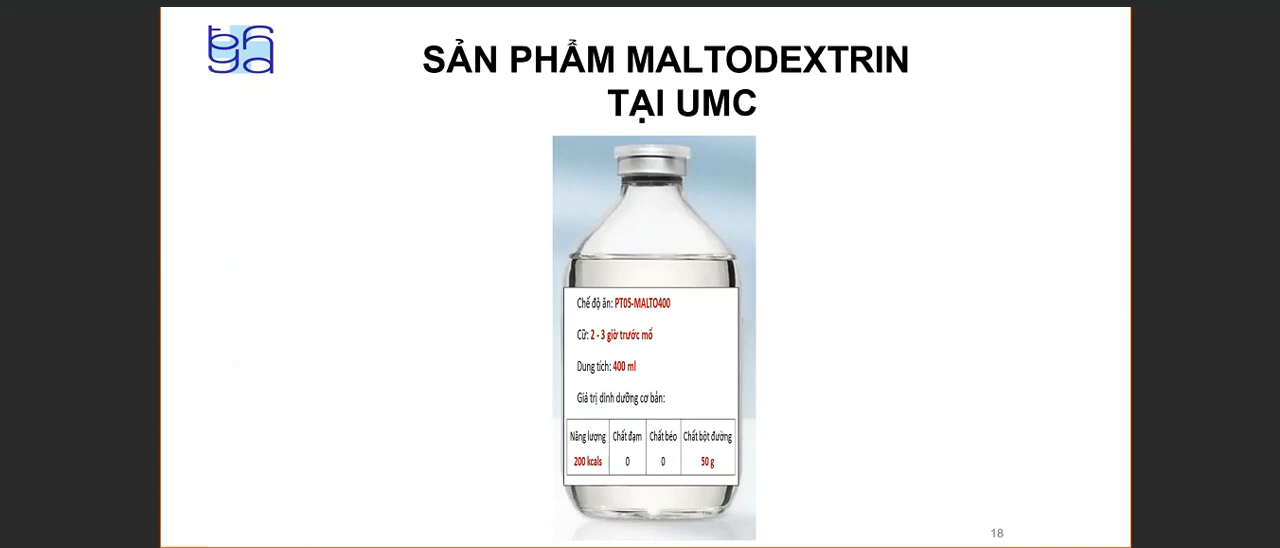 SẢN PHẨM MALTODEXTRIN
TẠI UMC
Chế độ ăn: PT05-MALTO400
Cữ: 2 - 3 giờ trước mổ
Dung tích: 400 ml
Giá trị dinh dưỡng cơ bản:
Năng lượng Chất đạm Chất béo Chất bột đường
200 kcals 0 0 50 g
18